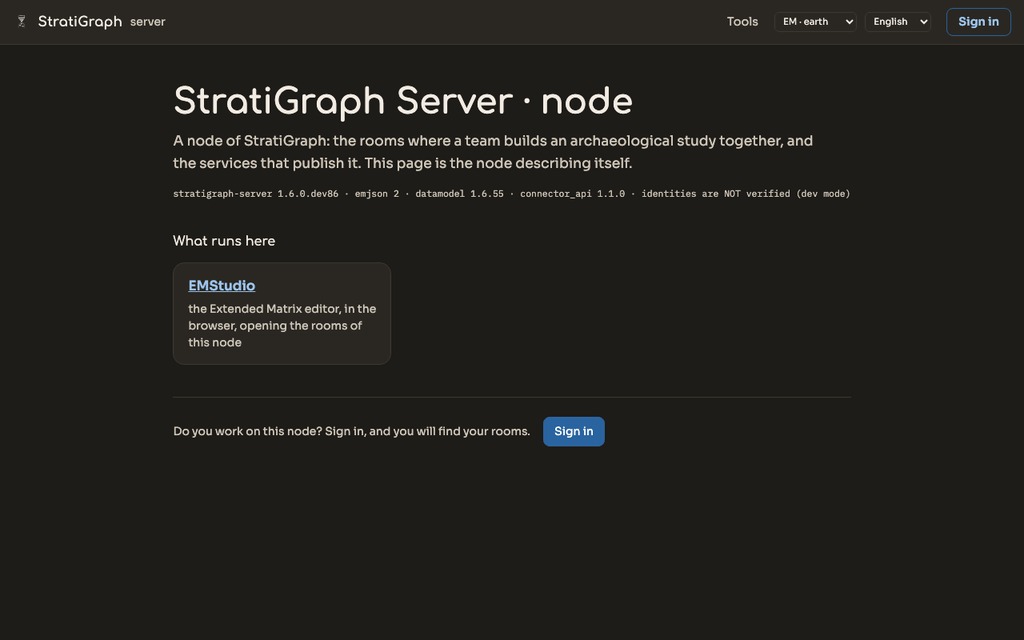 StratiGraph server
Tools
EM · earth
English
Sign in
StratiGraph Server · node
A node of StratiGraph: the rooms where a team builds an archaeological study together, and
the services that publish it. This page is the node describing itself.
stratigraph-server 1.6.0.dev86 · emjson 2 · datamodel 1.6.55 · connector_api 1.1.0 · identities are NOT verified (dev mode)
What runs here
EMStudio
the Extended Matrix editor, in the
browser, opening the rooms of
this node
Do you work on this node? Sign in, and you will find your rooms.
Sign in